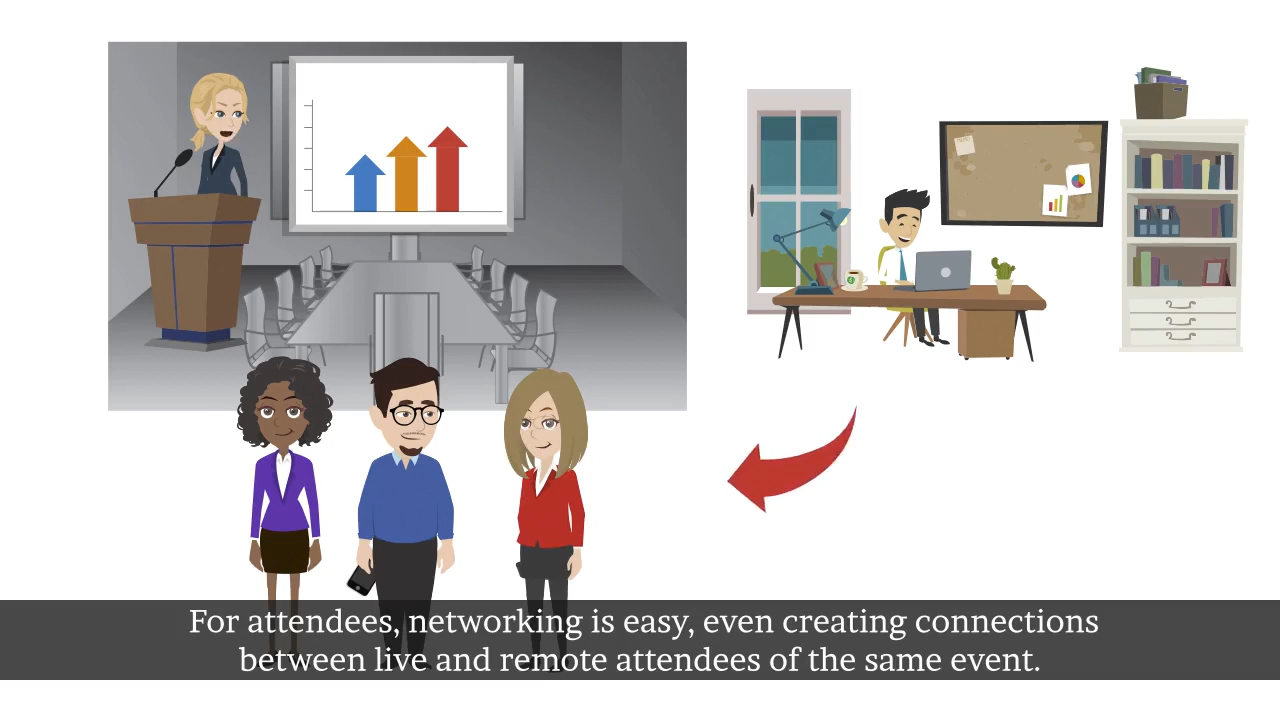 For attendees, networking is easy, even creating connections
between live and remote attendees of the same event.